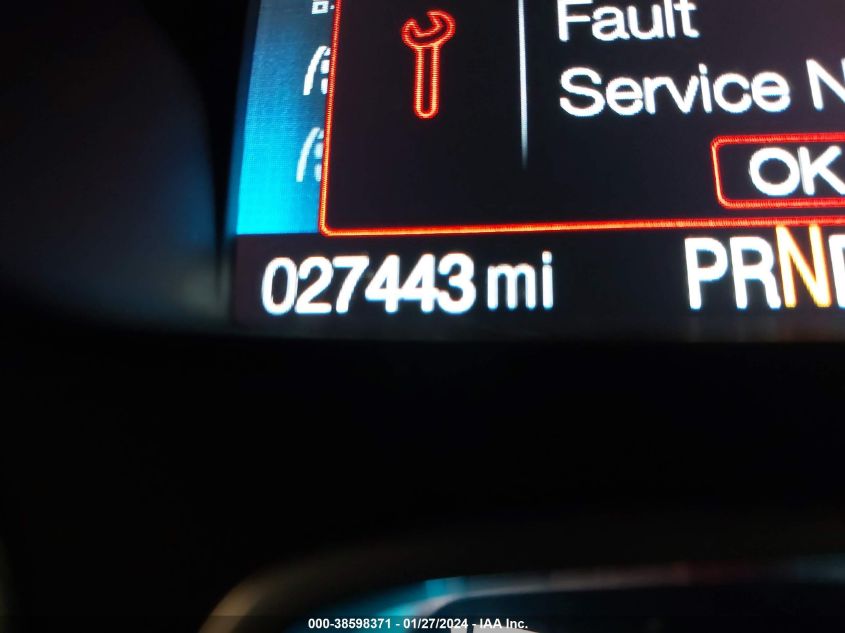 Fault
Service
OK
027443 mi
PRN
000-38598371 - 01/27/2024 - IAA Inc.